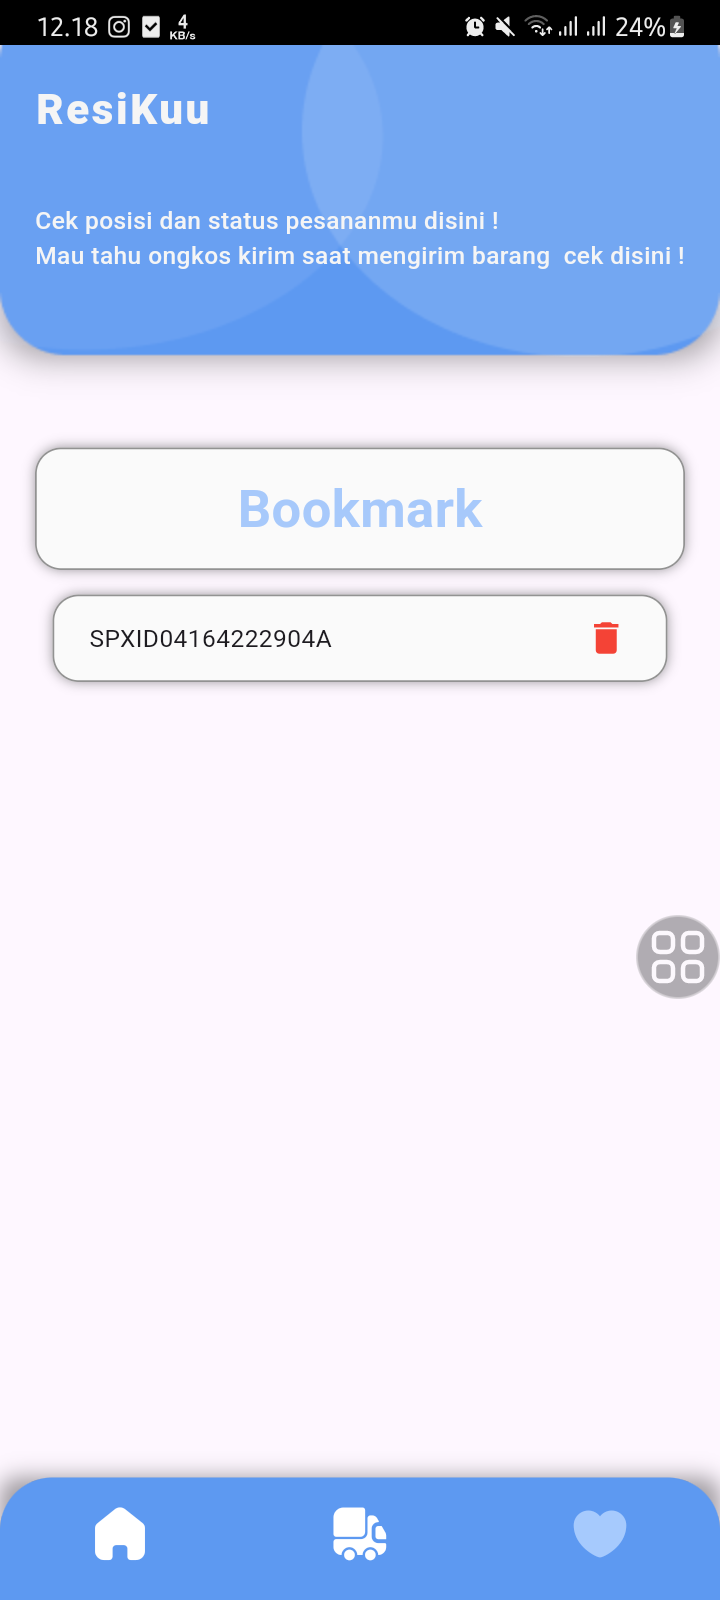 12.18 4 KB/s 24%
ResiKuu
Cek posisi dan status pesananmu disini !
Mau tahu ongkos kirim saat mengirim barang  cek disini !
Bookmark
SPXID04164222904A